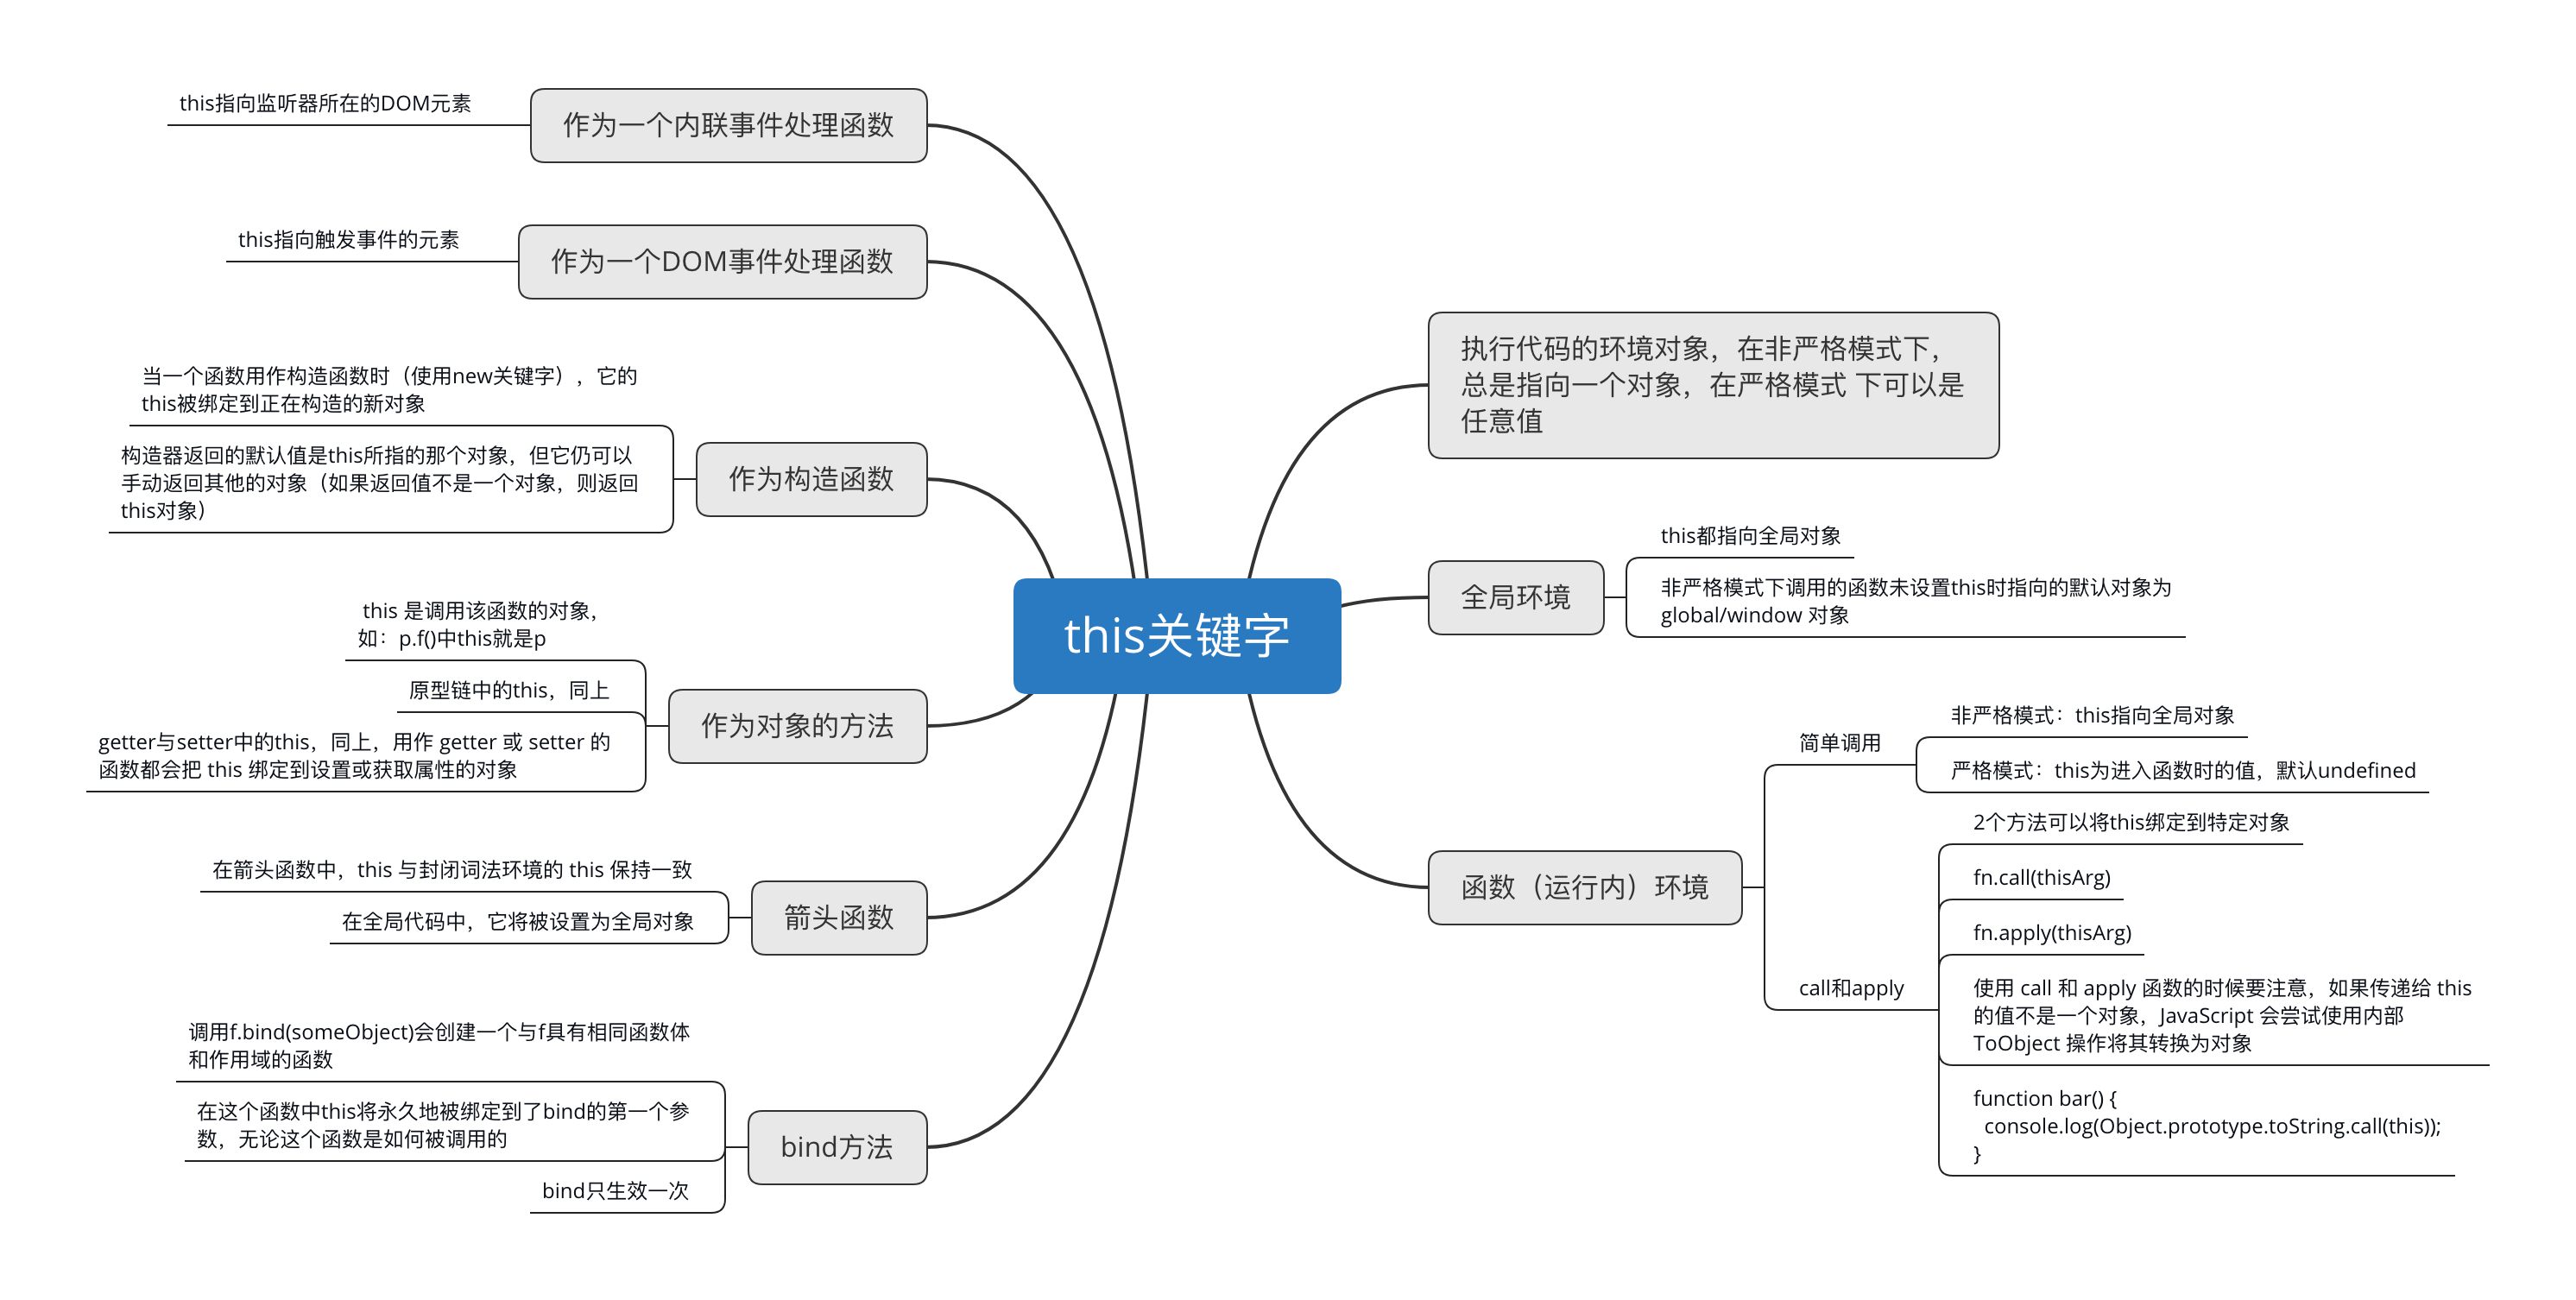 this关键字
执行代码的环境对象，在非严格模式下，
总是指向一个对象，在严格模式 下可以是
任意值
全局环境
this都指向全局对象
非严格模式下调用的函数未设置this时指向的默认对象为
global/window 对象
函数（运行内）环境
简单调用
非严格模式：this指向全局对象
严格模式：this为进入函数时的值，默认undefined
call和apply
2个方法可以将this绑定到特定对象
fn.call(thisArg)
fn.apply(thisArg)
使用 call 和 apply 函数的时候要注意，如果传递给 this
的值不是一个对象，JavaScript 会尝试使用内部
ToObject 操作将其转换为对象
function bar() {
  console.log(Object.prototype.toString.call(this));
}
作为一个内联事件处理函数
this指向监听器所在的DOM元素
作为一个DOM事件处理函数
this指向触发事件的元素
作为构造函数
当一个函数用作构造函数时（使用new关键字），它的
this被绑定到正在构造的新对象
构造器返回的默认值是this所指的那个对象，但它仍可以
手动返回其他的对象（如果返回值不是一个对象，则返回
this对象）
作为对象的方法
this 是调用该函数的对象，
如：p.f()中this就是p
原型链中的this，同上
getter与setter中的this，同上，用作 getter 或 setter 的
函数都会把 this 绑定到设置或获取属性的对象
箭头函数
在箭头函数中，this 与封闭词法环境的 this 保持一致
在全局代码中，它将被设置为全局对象
bind方法
调用f.bind(someObject)会创建一个与f具有相同函数体
和作用域的函数
在这个函数中this将永久地被绑定到了bind的第一个参
数，无论这个函数是如何被调用的
bind只生效一次